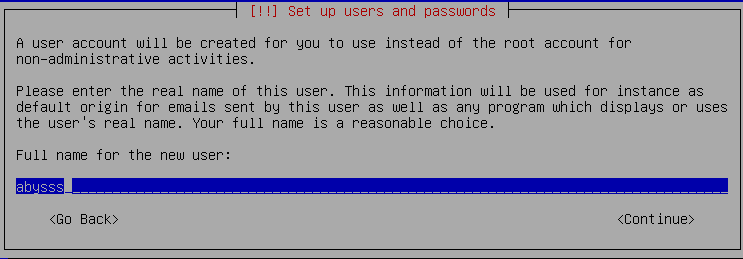 [!!] Set up users and passwords
A user account will be created for you to use instead of the root account for
non-administrative activities.
Please enter the real name of this user. This information will be used for instance as
default origin for emails sent by this user as well as any program which displays or uses
the user's real name. Your full name is a reasonable choice.
Full name for the new user:
abysss
<Go Back> <Continue>